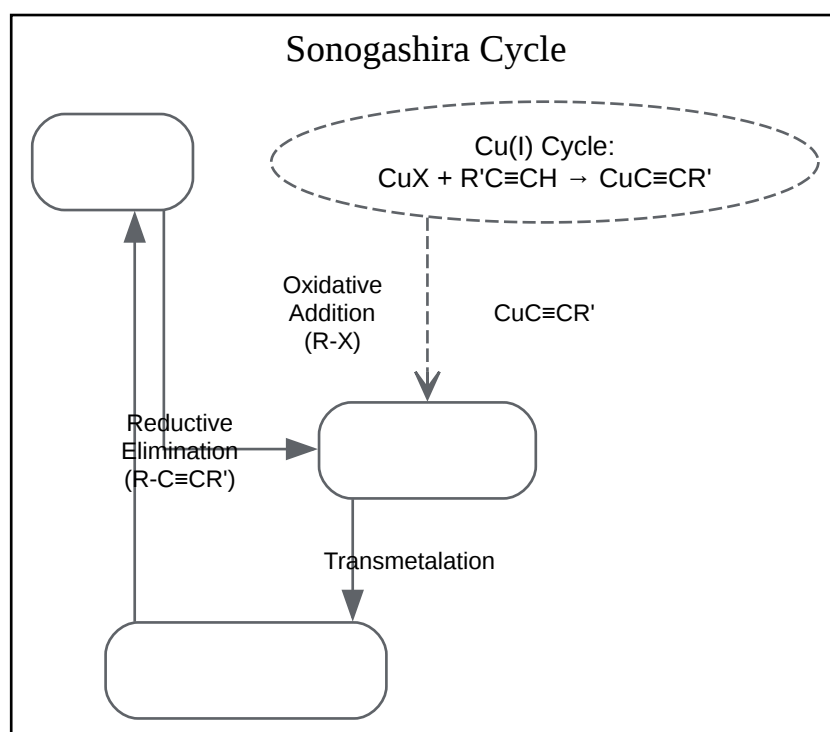 Sonogashira Cycle
Cu(I) Cycle:
CuX + R'C≡CH → CuC≡CR'
Oxidative
Addition
(R-X)
CuC≡CR'
Reductive
Elimination
(R-C≡CR')
Transmetalation